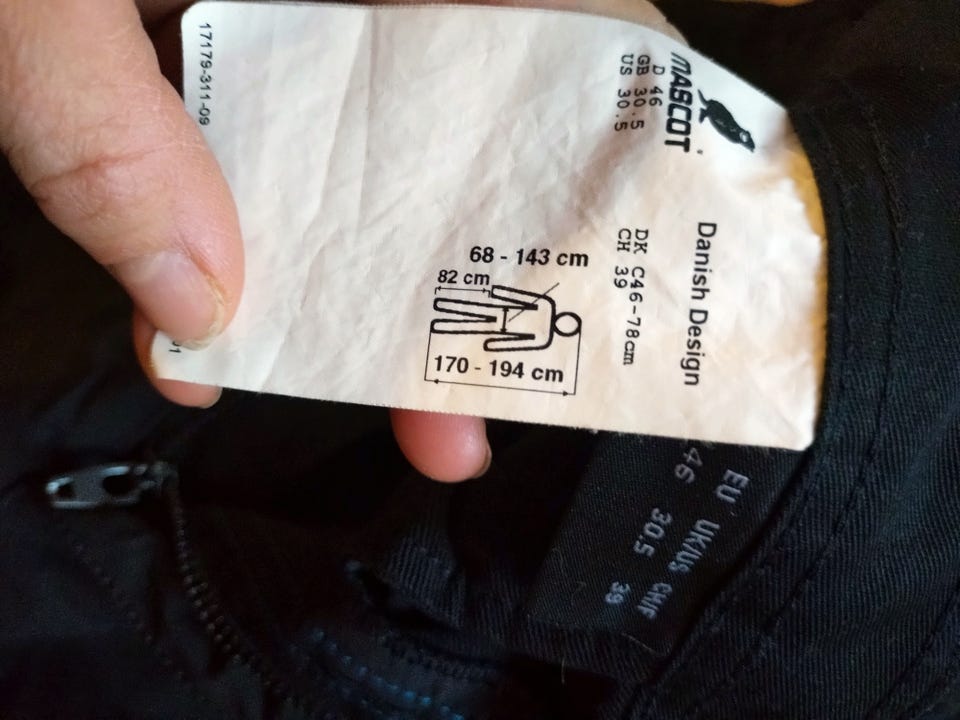 MASCOT
Danish Design
D 46
GB 30.5
US 30.5
DK C46-78cm
CH 39
68 - 143 cm
82 cm
170 - 194 cm
17179-311-09
01
EU UK/US CHF
46 30.5 39